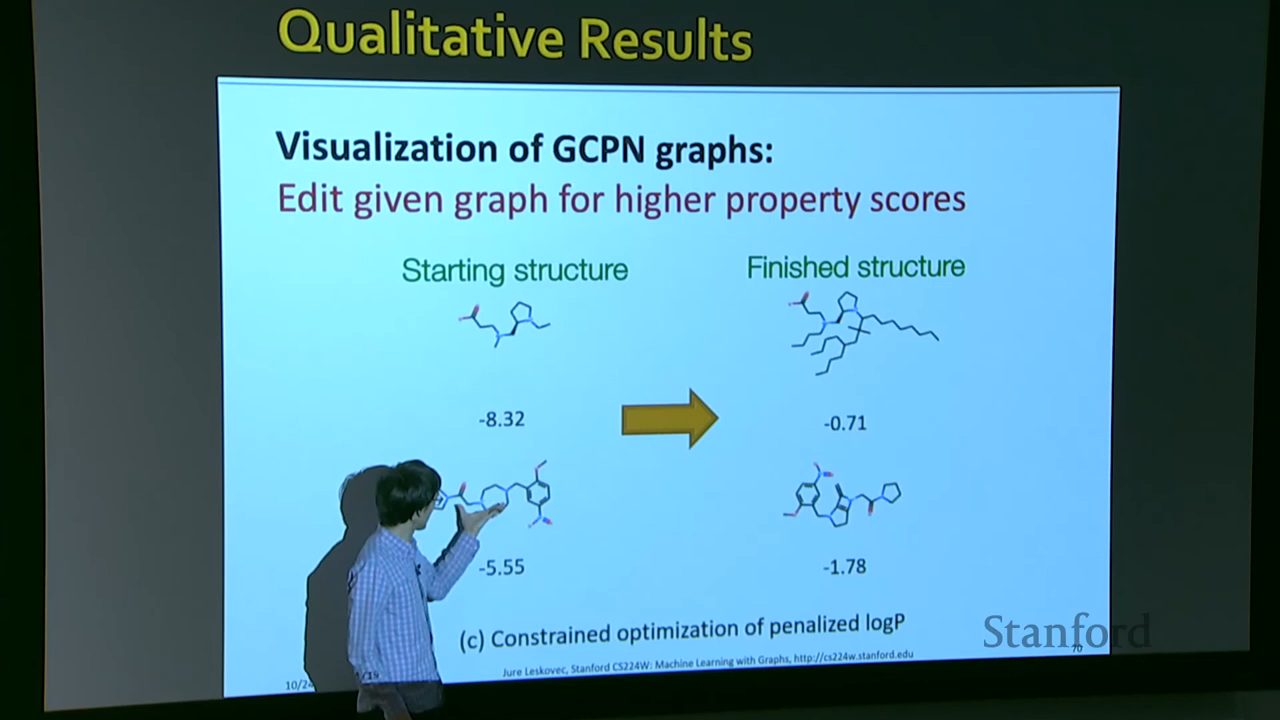 Qualitative Results
Visualization of GCPN graphs:
Edit given graph for higher property scores
Starting structure
Finished structure
-8.32
-0.71
-5.55
-1.78
(c) Constrained optimization of penalized logP
Stanford
70
Jure Leskovec, Stanford CS224W: Machine Learning with Graphs, http://cs224w.stanford.edu